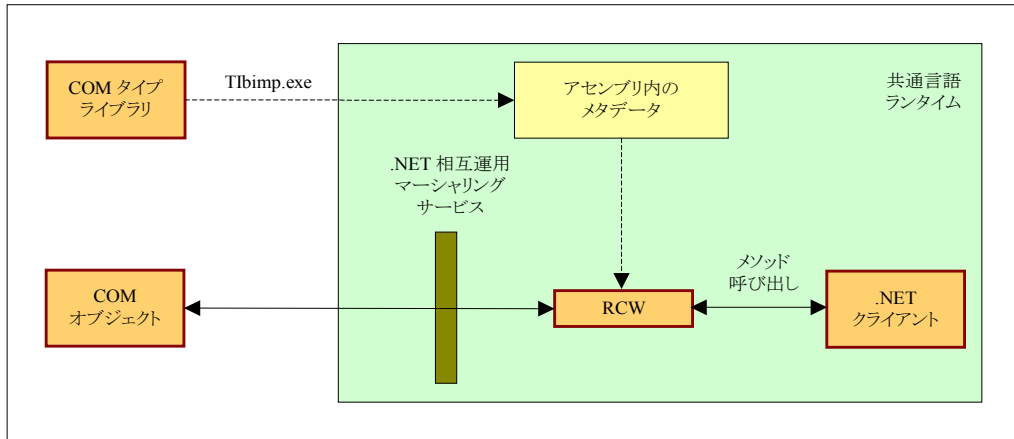 COM タイプ
ライブラリ
TIbimp.exe
アセンブリ内の
メタデータ
共通言語
ランタイム
.NET 相互運用
マーシャリング
サービス
COM
オブジェクト
RCW
メソッド
呼び出し
.NET
クライアント